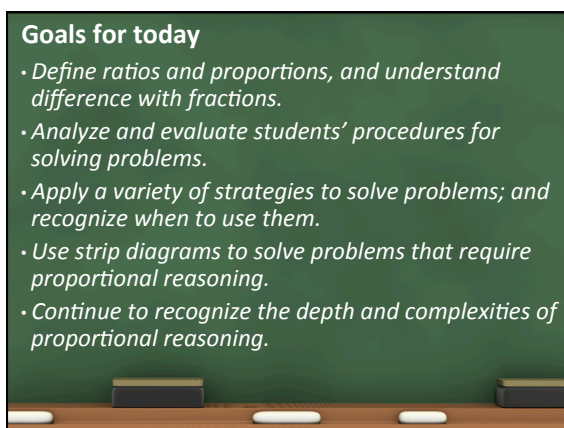 Goals for today
• Define ratios and proportions, and understand
difference with fractions.
• Analyze and evaluate students’ procedures for
solving problems.
• Apply a variety of strategies to solve problems; and
recognize when to use them.
• Use strip diagrams to solve problems that require
proportional reasoning.
• Continue to recognize the depth and complexities of
proportional reasoning.